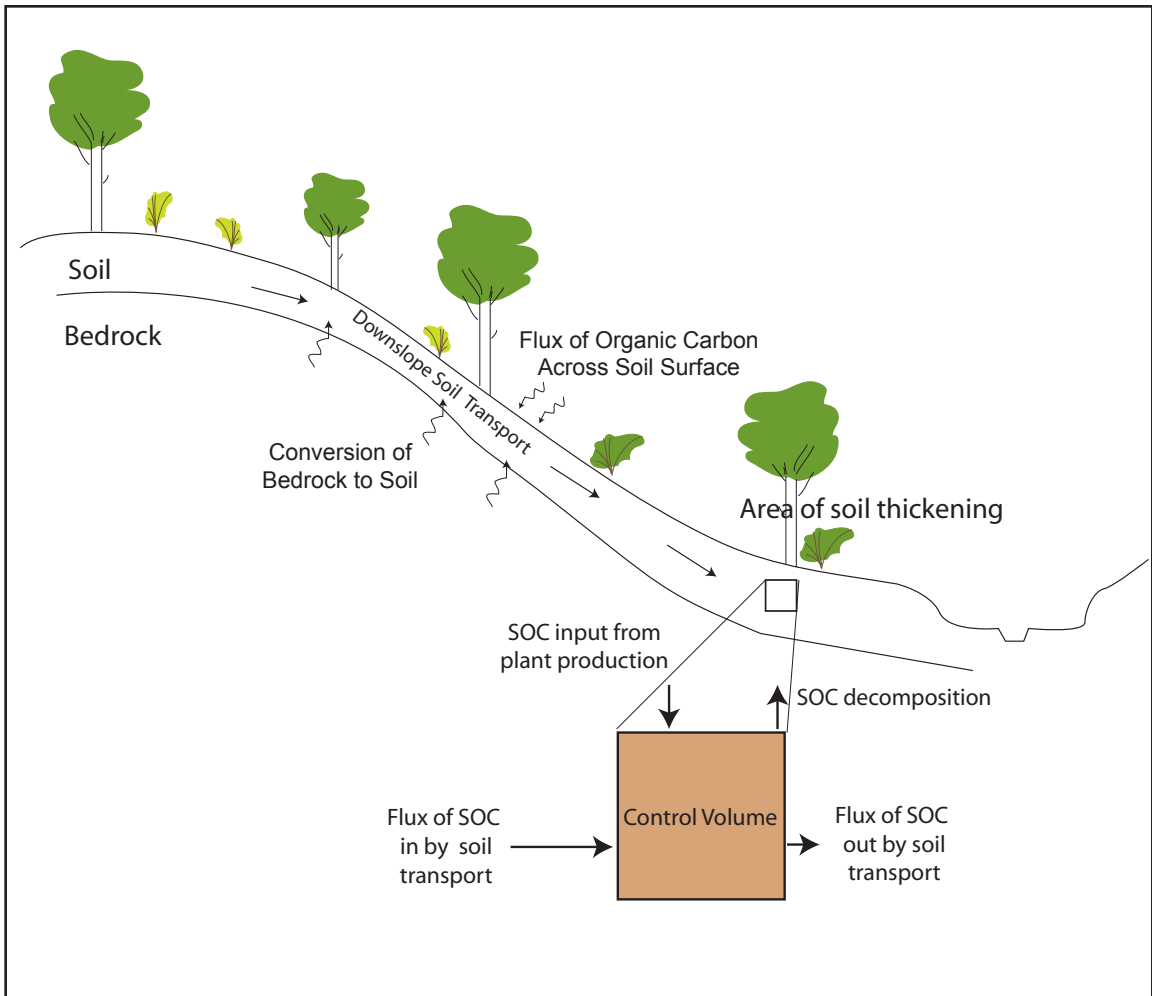 Soil
Bedrock
Downslope Soil Transport
Flux of Organic Carbon
Across Soil Surface
Conversion of
Bedrock to Soil
Area of soil thickening
SOC input from
plant production
SOC decomposition
Control Volume
Flux of SOC
in by soil
transport
Flux of SOC
out by soil
transport